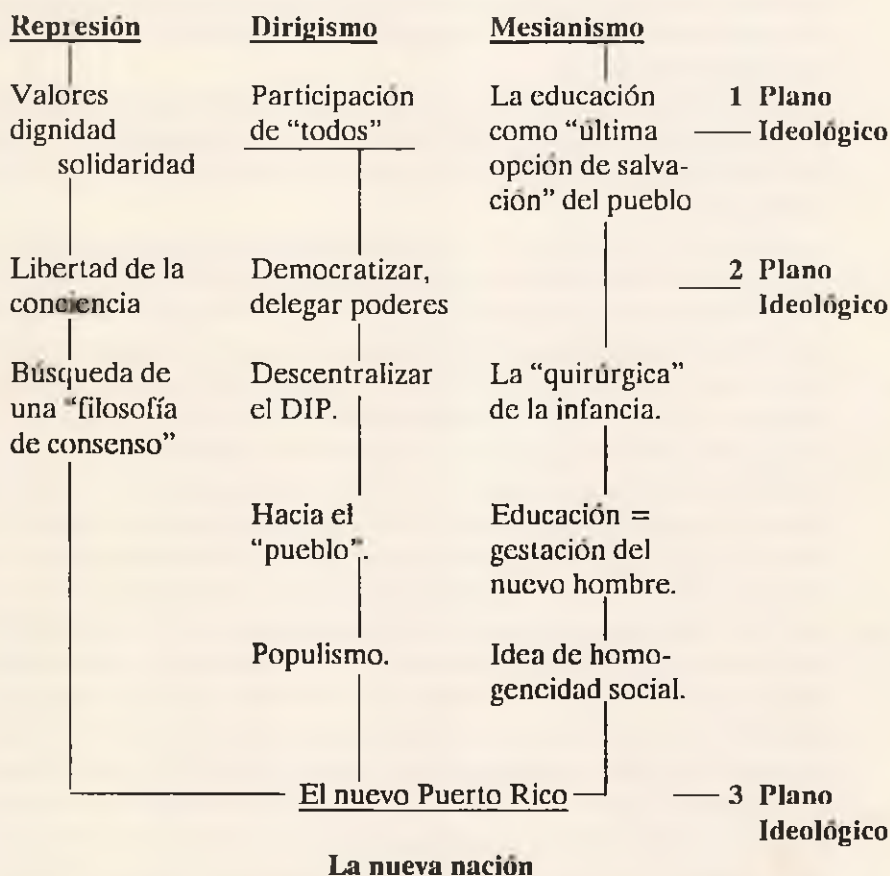 Represión
Dirigismo
Mesianismo
Valores
dignidad
solidaridad
Participación
de “todos”
La educación
como “última
opción de salva-
ción” del pueblo
1 Plano
Ideológico
Libertad de la
conciencia
Democratizar,
delegar poderes
2 Plano
Ideológico
Búsqueda de
una “filosofía
de consenso”
Descentralizar
el DIP.
La “quirúrgica”
de la infancia.
Hacia el
“pueblo”.
Educación =
gestación del
nuevo hombre.
Populismo.
Idea de homo-
geneidad social.
El nuevo Puerto Rico
3 Plano
Ideológico
La nueva nación